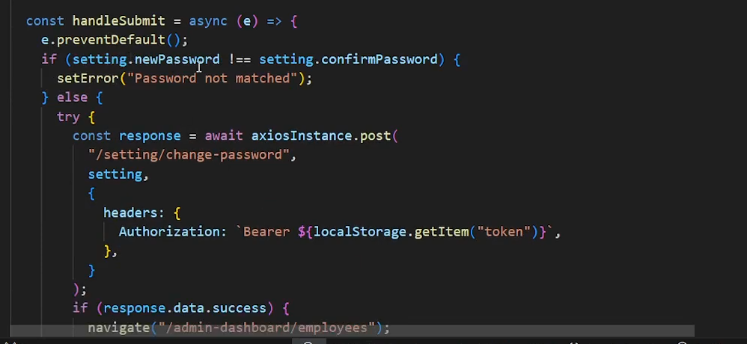 const handleSubmit = async (e) => {
e.preventDefault();
if (setting.newPassword !== setting.confirmPassword) {
setError("Password not matched");
} else {
try {
const response = await axiosInstance.post(
"/setting/change-password",
setting,
{
headers: {
Authorization: `Bearer ${localStorage.getItem("token")}`,
},
}
);
if (response.data.success) {
navigate("/admin-dashboard/employees");